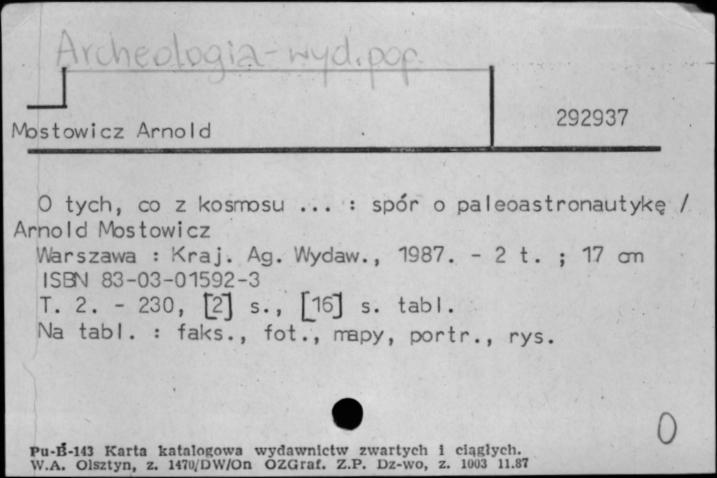 Archeologia - wyd. pop.
Mostowicz Arnold
292937
O tych, co z kosmosu ... : spór o paleoastronautykę /
Arnold Mostowicz
Warszawa : Kraj. Ag. Wydaw., 1987. - 2 t. ; 17 cm
ISBN 83-03-01592-3
T. 2. - 230, [2] s., [16] s. tabl.
Na tabl. : faks., fot., mapy, portr., rys.
0
Pu-B-143 Karta katalogowa wydawnictw zwartych i ciągłych.
W.A. Olsztyn, z. 1470/DW/On OZGraf. Z.P. Dz-wo, z. 1003 11.87